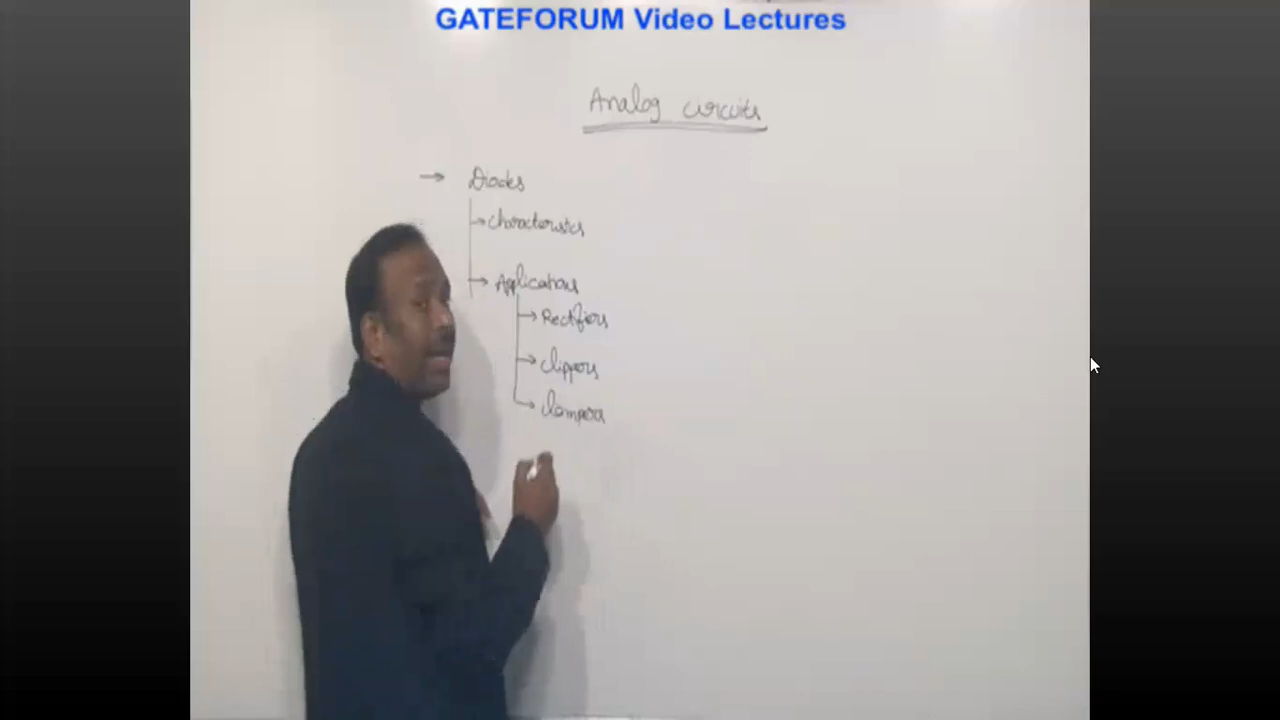 GATEFORUM Video Lectures
Analog circuits
→ Diodes
→ characteristics
→ Applications
→ Rectifiers
→ clippers
→ clampers